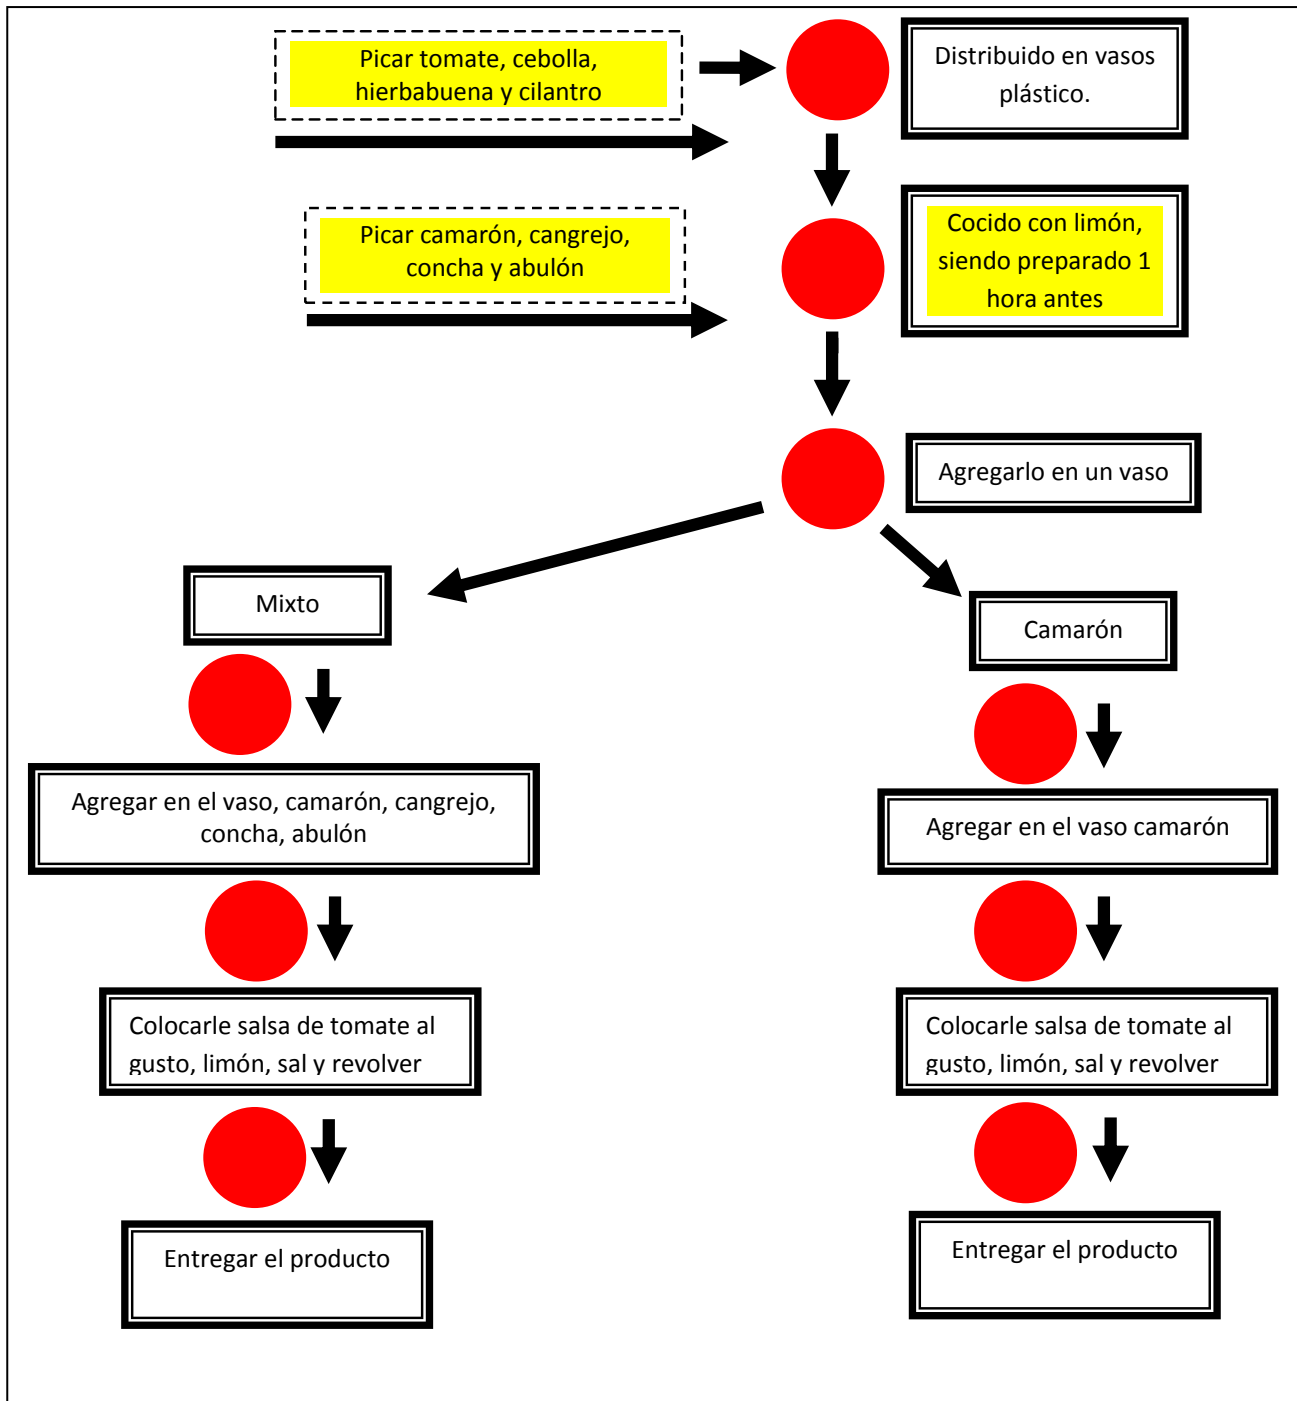 Picar tomate, cebolla,
hierbabuena y cilantro
Distribuido en vasos
plástico.
Picar camarón, cangrejo,
concha y abulón
Cocido con limón,
siendo preparado 1
hora antes
Agregarlo en un vaso
Mixto
Camarón
Agregar en el vaso, camarón, cangrejo,
concha, abulón
Agregar en el vaso camarón
Colocarle salsa de tomate al
gusto, limón, sal y revolver
Colocarle salsa de tomate al
gusto, limón, sal y revolver
Entregar el producto
Entregar el producto